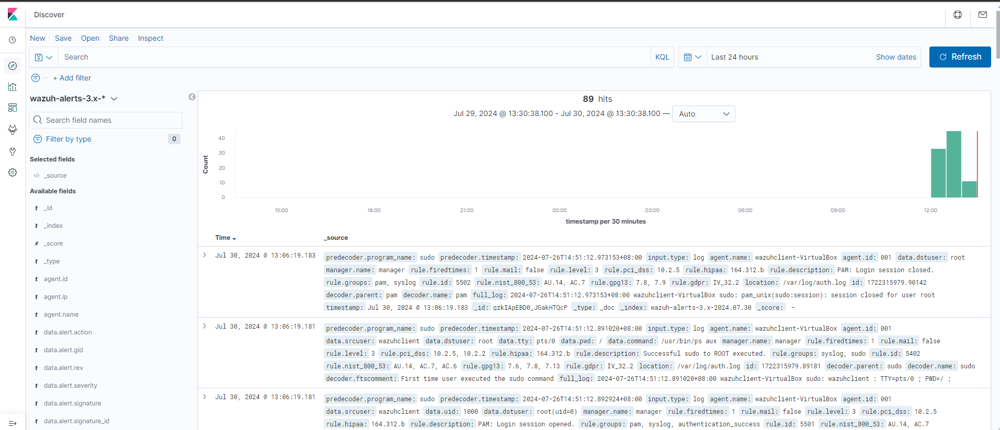 Discover
New Save Open Share Inspect
Search KQL Last 24 hours Show dates Refresh
+ Add filter
wazuh-alerts-3.x-*
Search field names
Filter by type 0
Selected fields
_source
Available fields
_id
_index
_score
_type
agent.id
agent.ip
agent.name
data.alert.action
data.alert.gid
data.alert.rev
data.alert.severity
data.alert.signature
data.alert.signature_id
89 hits
Jul 29, 2024 @ 13:30:38.100 - Jul 30, 2024 @ 13:30:38.100 — Auto
Count
40
30
20
10
0
15:00 18:00 21:00 00:00 03:00 06:00 09:00 12:00
timestamp per 30 minutes
Time _source
Jul 30, 2024 @ 13:06:19.183 predecoder.program_name: sudo predecoder.timestamp: 2024-07-26T14:51:12.973153+08:00 input.type: log agent.name: wazuhclient-VirtualBox agent.id: 001 data.dstuser: root
manager.name: manager rule.firedtimes: 1 rule.mail: false rule.level: 3 rule.pci_dss: 10.2.5 rule.hipaa: 164.312.b rule.description: PAM: Login session closed.
rule.groups: pam, syslog rule.id: 5502 rule.nist_800_53: AU.14, AC.7 rule.gpg13: 7.8, 7.9 rule.gdpr: IV_32.2 location: /var/log/auth.log id: 1722315979.90142
decoder.parent: pam decoder.name: pam full_log: 2024-07-26T14:51:12.973153+08:00 wazuhclient-VirtualBox sudo: pam_unix(sudo:session): session closed for user root
timestamp: Jul 30, 2024 @ 13:06:19.183 _id: gzkIApEBD0_JGakHTQcP _type: _doc _index: wazuh-alerts-3.x-2024.07.30 _score: -
Jul 30, 2024 @ 13:06:19.181 predecoder.program_name: sudo predecoder.timestamp: 2024-07-26T14:51:12.891020+08:00 input.type: log agent.name: wazuhclient-VirtualBox agent.id: 001
data.srcuser: wazuhclient data.dstuser: root data.tty: pts/0 data.pwd: / data.command: /usr/bin/ps aux manager.name: manager rule.firedtimes: 1 rule.mail: false
rule.level: 3 rule.pci_dss: 10.2.5, 10.2.2 rule.hipaa: 164.312.b rule.description: Successful sudo to ROOT executed. rule.groups: syslog, sudo rule.id: 5402
rule.nist_800_53: AU.14, AC.7, AC.6 rule.gpg13: 7.6, 7.8, 7.13 rule.gdpr: IV_32.2 location: /var/log/auth.log id: 1722315979.89181 decoder.parent: sudo decoder.name: sudo
decoder.ftscomment: First time user executed the sudo command full_log: 2024-07-26T14:51:12.891020+08:00 wazuhclient-VirtualBox sudo: wazuhclient : TTY=pts/0 ; PWD=/ ;
Jul 30, 2024 @ 13:06:19.181 predecoder.program_name: sudo predecoder.timestamp: 2024-07-26T14:51:12.892924+08:00 input.type: log agent.name: wazuhclient-VirtualBox agent.id: 001
data.srcuser: wazuhclient data.uid: 1000 data.dstuser: root(uid=0) manager.name: manager rule.firedtimes: 1 rule.mail: false rule.level: 3 rule.pci_dss: 10.2.5
rule.hipaa: 164.312.b rule.description: PAM: Login session opened. rule.groups: pam, syslog, authentication_success rule.id: 5501 rule.nist_800_53: AU.14, AC.7